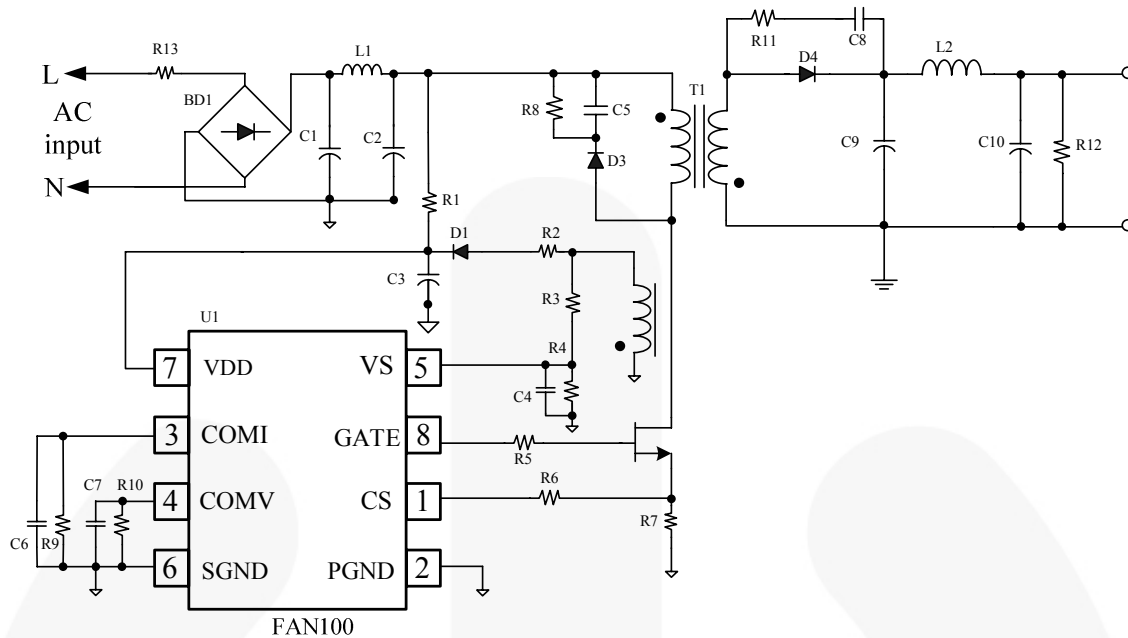 R11
C8
R13
L1
D4
L2
L
BD1
T1
AC
input
R8
C5
C1
C2
C9
C10
R12
D3
N
R1
D1
R2
C3
R3
U1
R4
7
VDD
VS
5
C4
3
COMI
GATE
8
R5
C7
R10
R6
4
COMV
CS
1
R7
C6
R9
6
SGND
PGND
2
FAN100